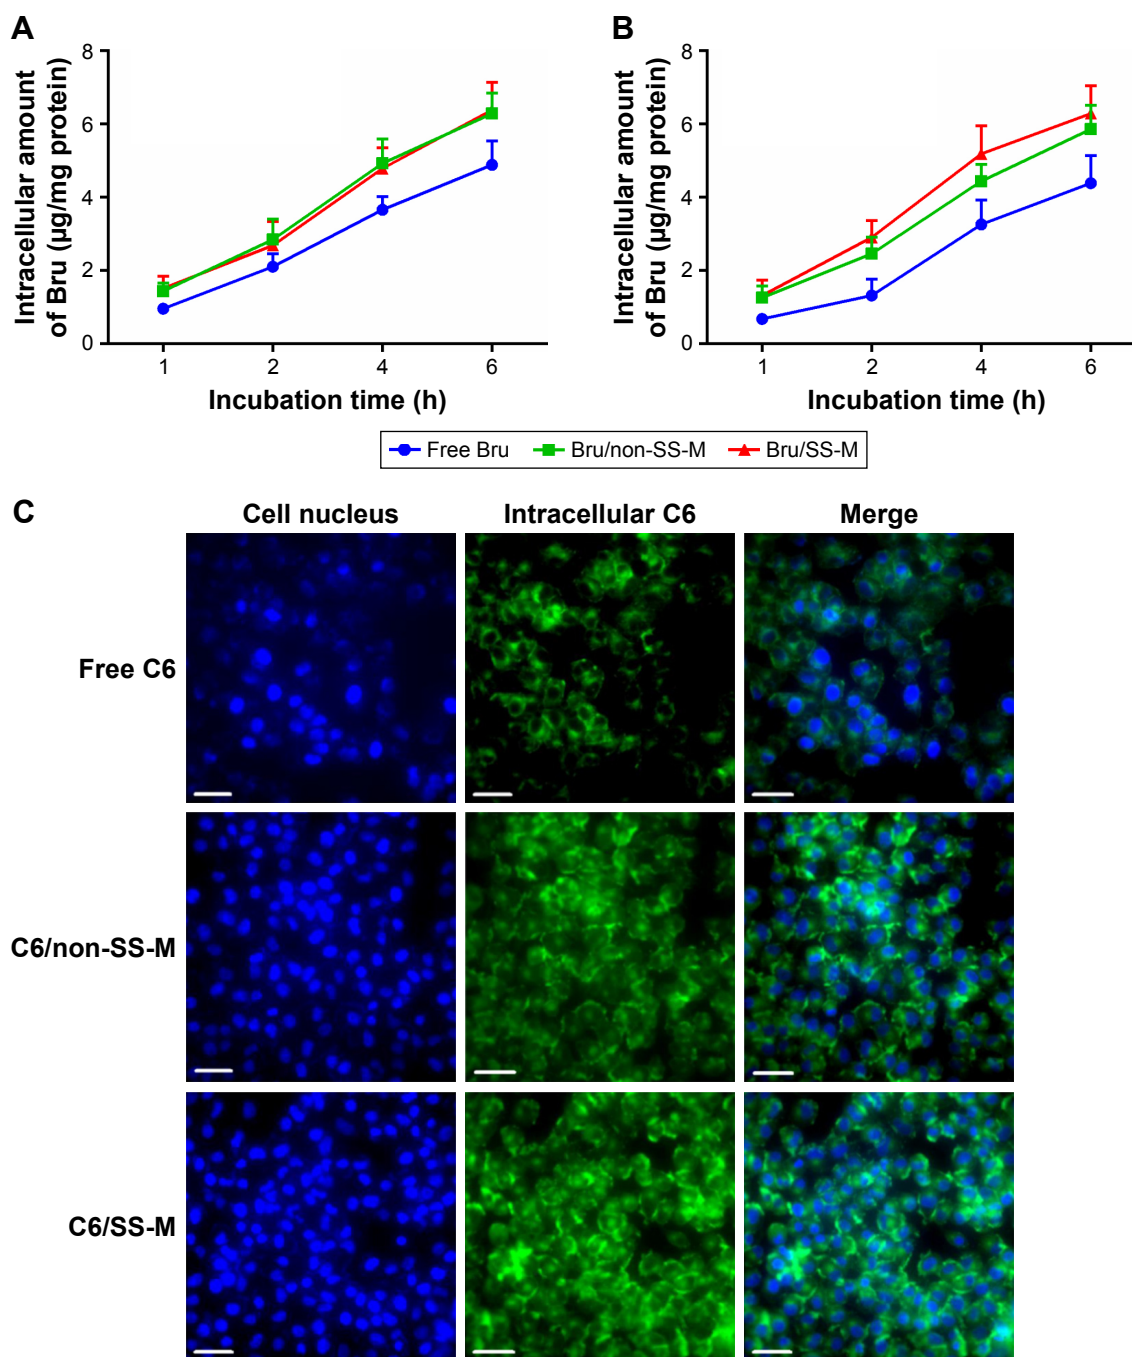 A
Intracellular amount
of Bru (µg/mg protein)
8
6
4
2
0
1 2 4 6
Incubation time (h)
B
Intracellular amount
of Bru (µg/mg protein)
8
6
4
2
0
1 2 4 6
Incubation time (h)
Free Bru Bru/non-SS-M Bru/SS-M
C
Cell nucleus Intracellular C6 Merge
Free C6
C6/non-SS-M
C6/SS-M